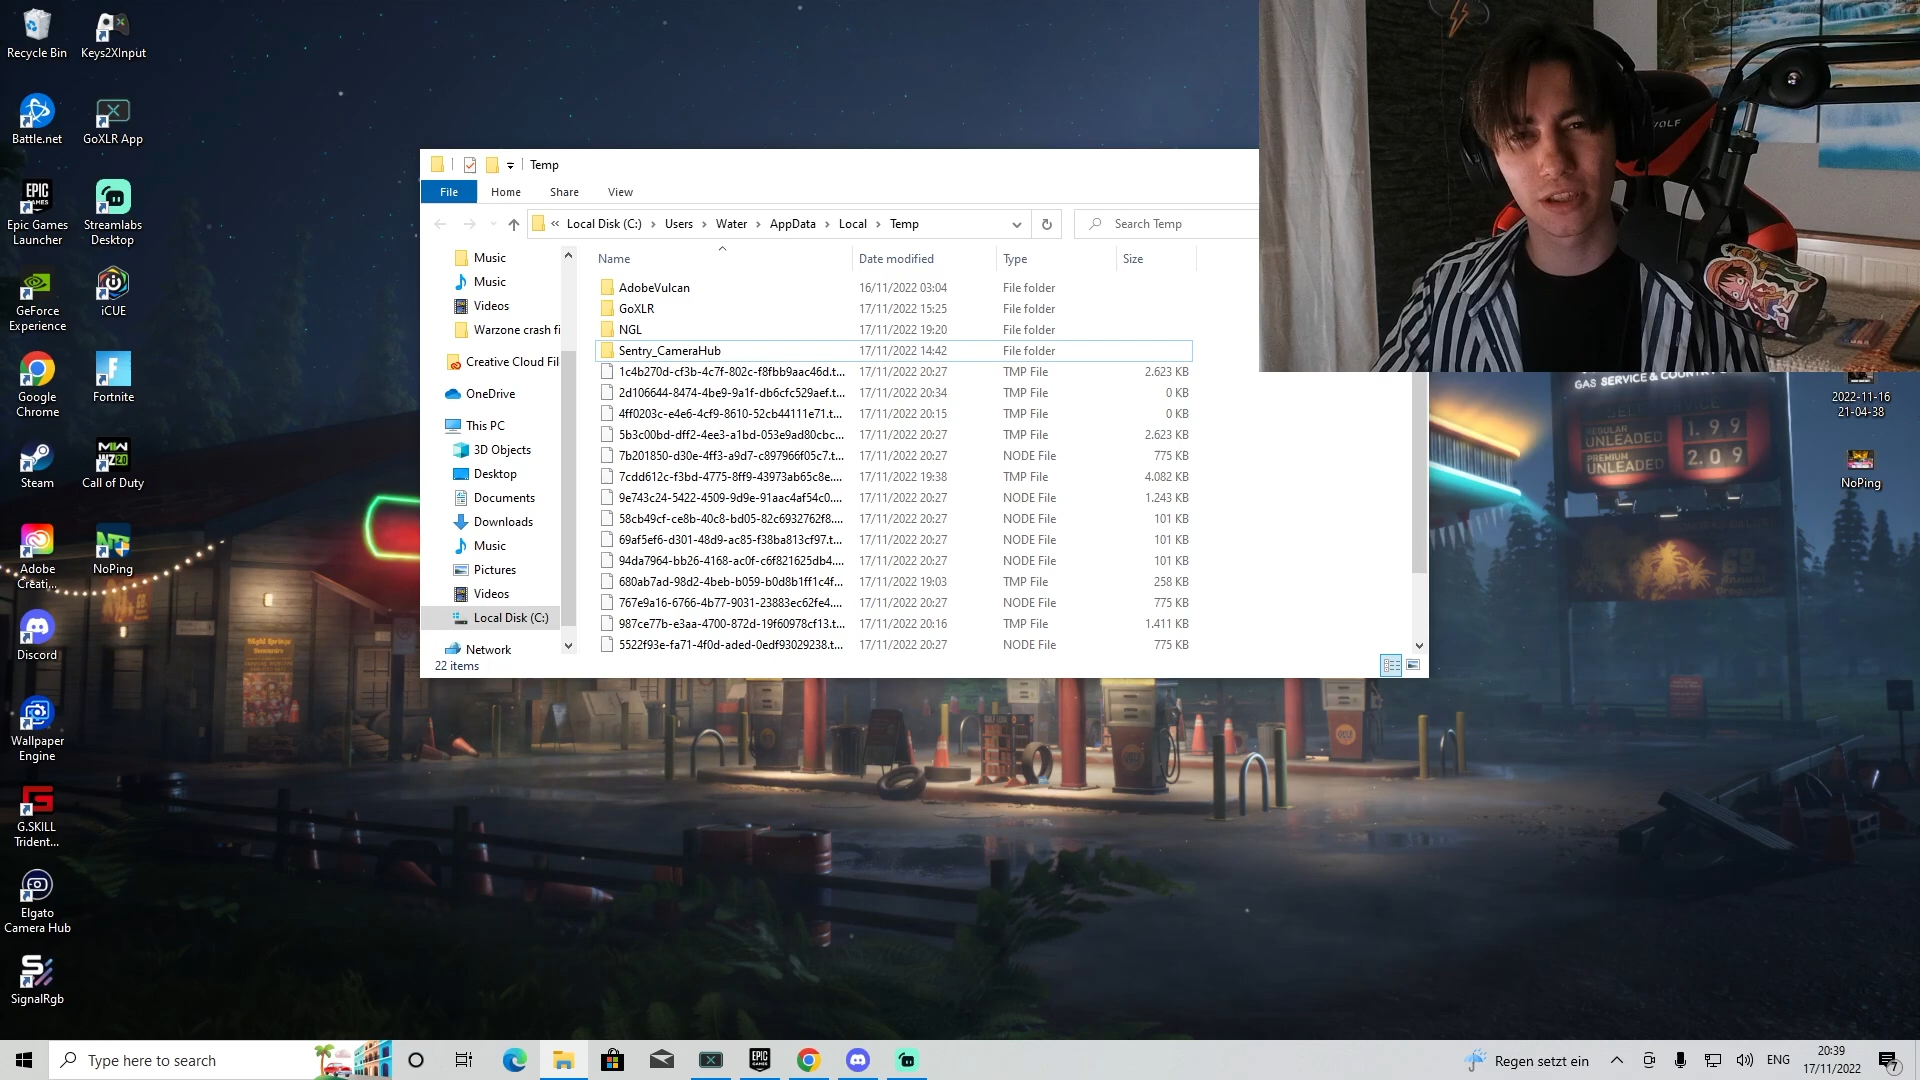 Recycle Bin
Keys2XInput
Battle.net
GoXLR App
Epic Games
Launcher
Streamlabs
Desktop
GeForce
Experience
iCUE
Google
Chrome
Fortnite
Steam
Call of Duty
Adobe
Creati...
NoPing
Discord
Wallpaper
Engine
G.SKILL
Trident...
Elgato
Camera Hub
SignalRgb
Temp
File
Home
Share
View
« Local Disk (C:) › Users › Water › AppData › Local › Temp
Search Temp
Music
Music
Videos
Warzone crash fi
Creative Cloud Fil
OneDrive
This PC
3D Objects
Desktop
Documents
Downloads
Music
Pictures
Videos
Local Disk (C:)
Network
Name Date modified Type Size
AdobeVulcan 16/11/2022 03:04 File folder
GoXLR 17/11/2022 15:25 File folder
NGL 17/11/2022 19:20 File folder
Sentry_CameraHub 17/11/2022 14:42 File folder
1c4b270d-cf3b-4c7f-802c-f8fbb9aac46d.t... 17/11/2022 20:27 TMP File 2.623 KB
2d106644-8474-4be9-9a1f-db6cfc529aef.t... 17/11/2022 20:34 TMP File 0 KB
4ff0203c-e4e6-4cf9-8610-52cb44111e71.t... 17/11/2022 20:15 TMP File 0 KB
5b3c00bd-dff2-4ee3-a1bd-053e9ad80cbc... 17/11/2022 20:27 TMP File 2.623 KB
7b201850-d30e-4ff3-a9d7-c897966f05c7.t... 17/11/2022 20:27 NODE File 775 KB
7cdd612c-f3bd-4775-8ff9-43973ab65c8e.... 17/11/2022 19:38 TMP File 4.082 KB
9e743c24-5422-4509-9d9e-91aac4af54c0.... 17/11/2022 20:27 NODE File 1.243 KB
58cb49cf-ce8b-40c8-bd05-82c6932762f8.... 17/11/2022 20:27 NODE File 101 KB
69af5ef6-d301-48d9-ac85-f38ba813cf97.t... 17/11/2022 20:27 NODE File 101 KB
94da7964-bb26-4168-ac0f-c6f821625db4.... 17/11/2022 20:27 NODE File 101 KB
680ab7ad-98d2-4beb-b059-b0d8b1ff1c4f... 17/11/2022 19:03 TMP File 258 KB
767e9a16-6766-4b77-9031-23883ec62fe4.... 17/11/2022 20:27 NODE File 775 KB
987ce77b-e3aa-4700-872d-19f60978cf13.t... 17/11/2022 20:16 TMP File 1.411 KB
5522f93e-fa71-4f0d-aded-0edf93029238.t... 17/11/2022 20:27 NODE File 775 KB
22 items
GAS SERVICE & COUNT
REGULAR
UNLEADED
1.99
PREMIUM
UNLEADED
2.09
2022-11-16
21-04-38
NoPing
Type here to search
Regen setzt ein
ENG
20:39
17/11/2022
7